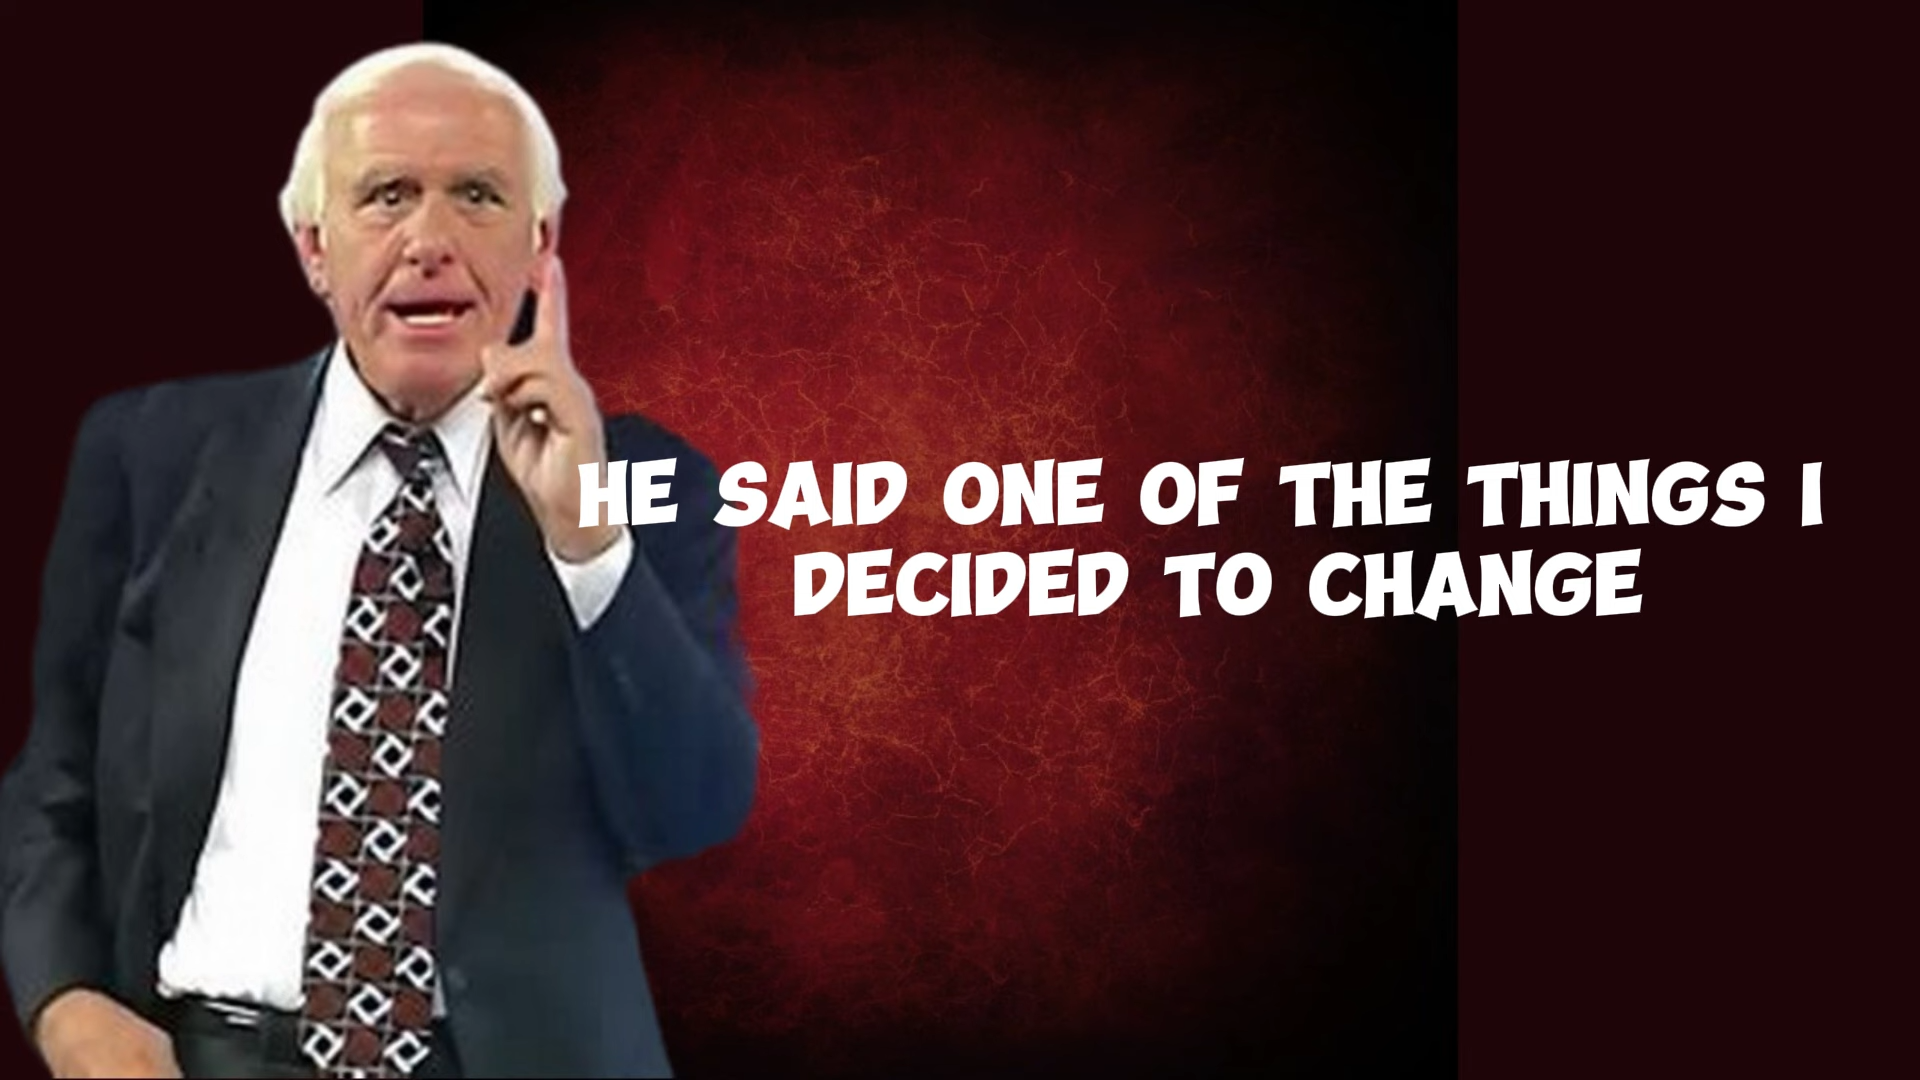 HE SAID ONE OF THE THINGS I
DECIDED TO CHANGE